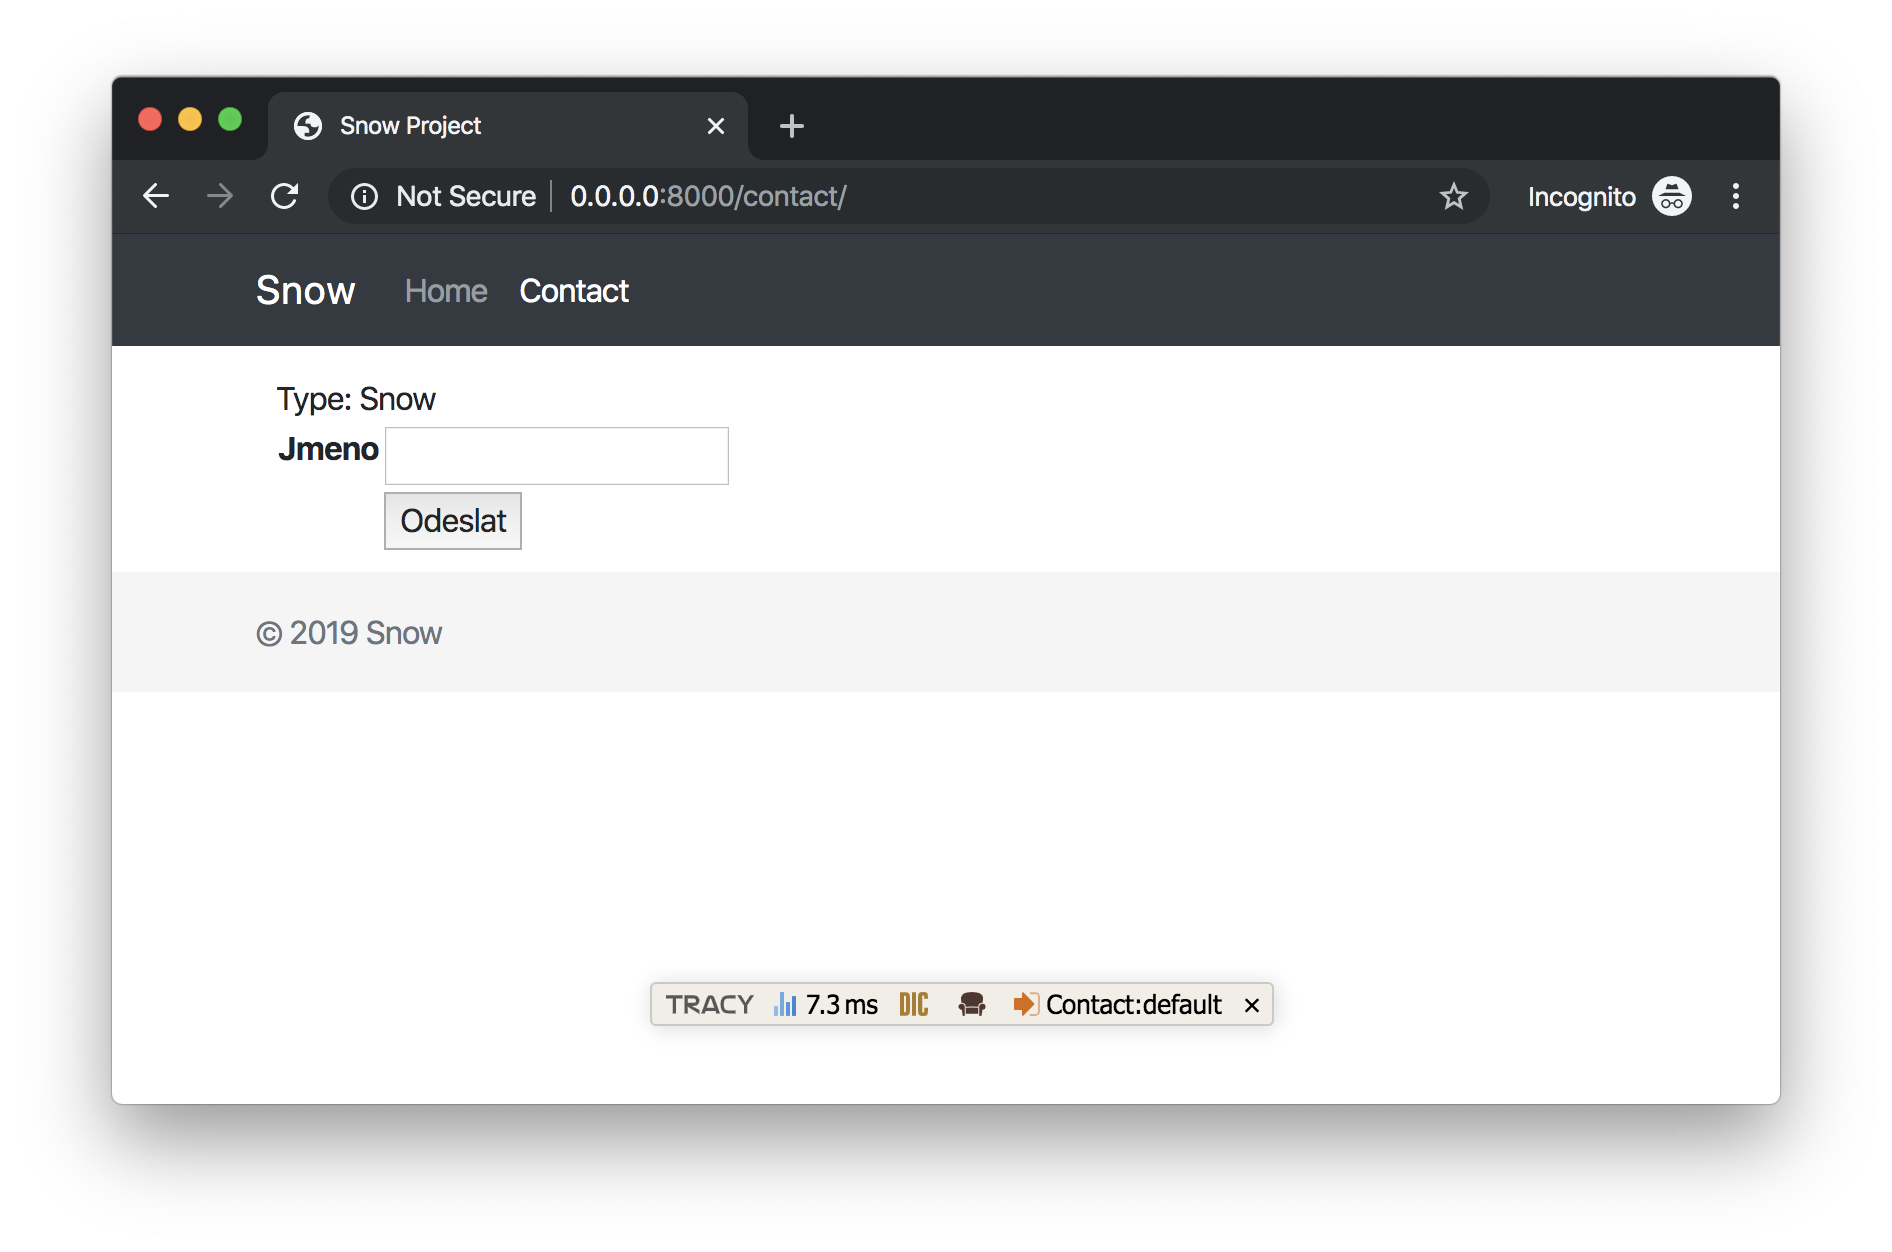 Snow Project
Not Secure 0.0.0.0:8000/contact/ Incognito
Snow Home Contact
Type: Snow
Jmeno
Odeslat
© 2019 Snow
TRACY 7.3 ms DIC Contact:default